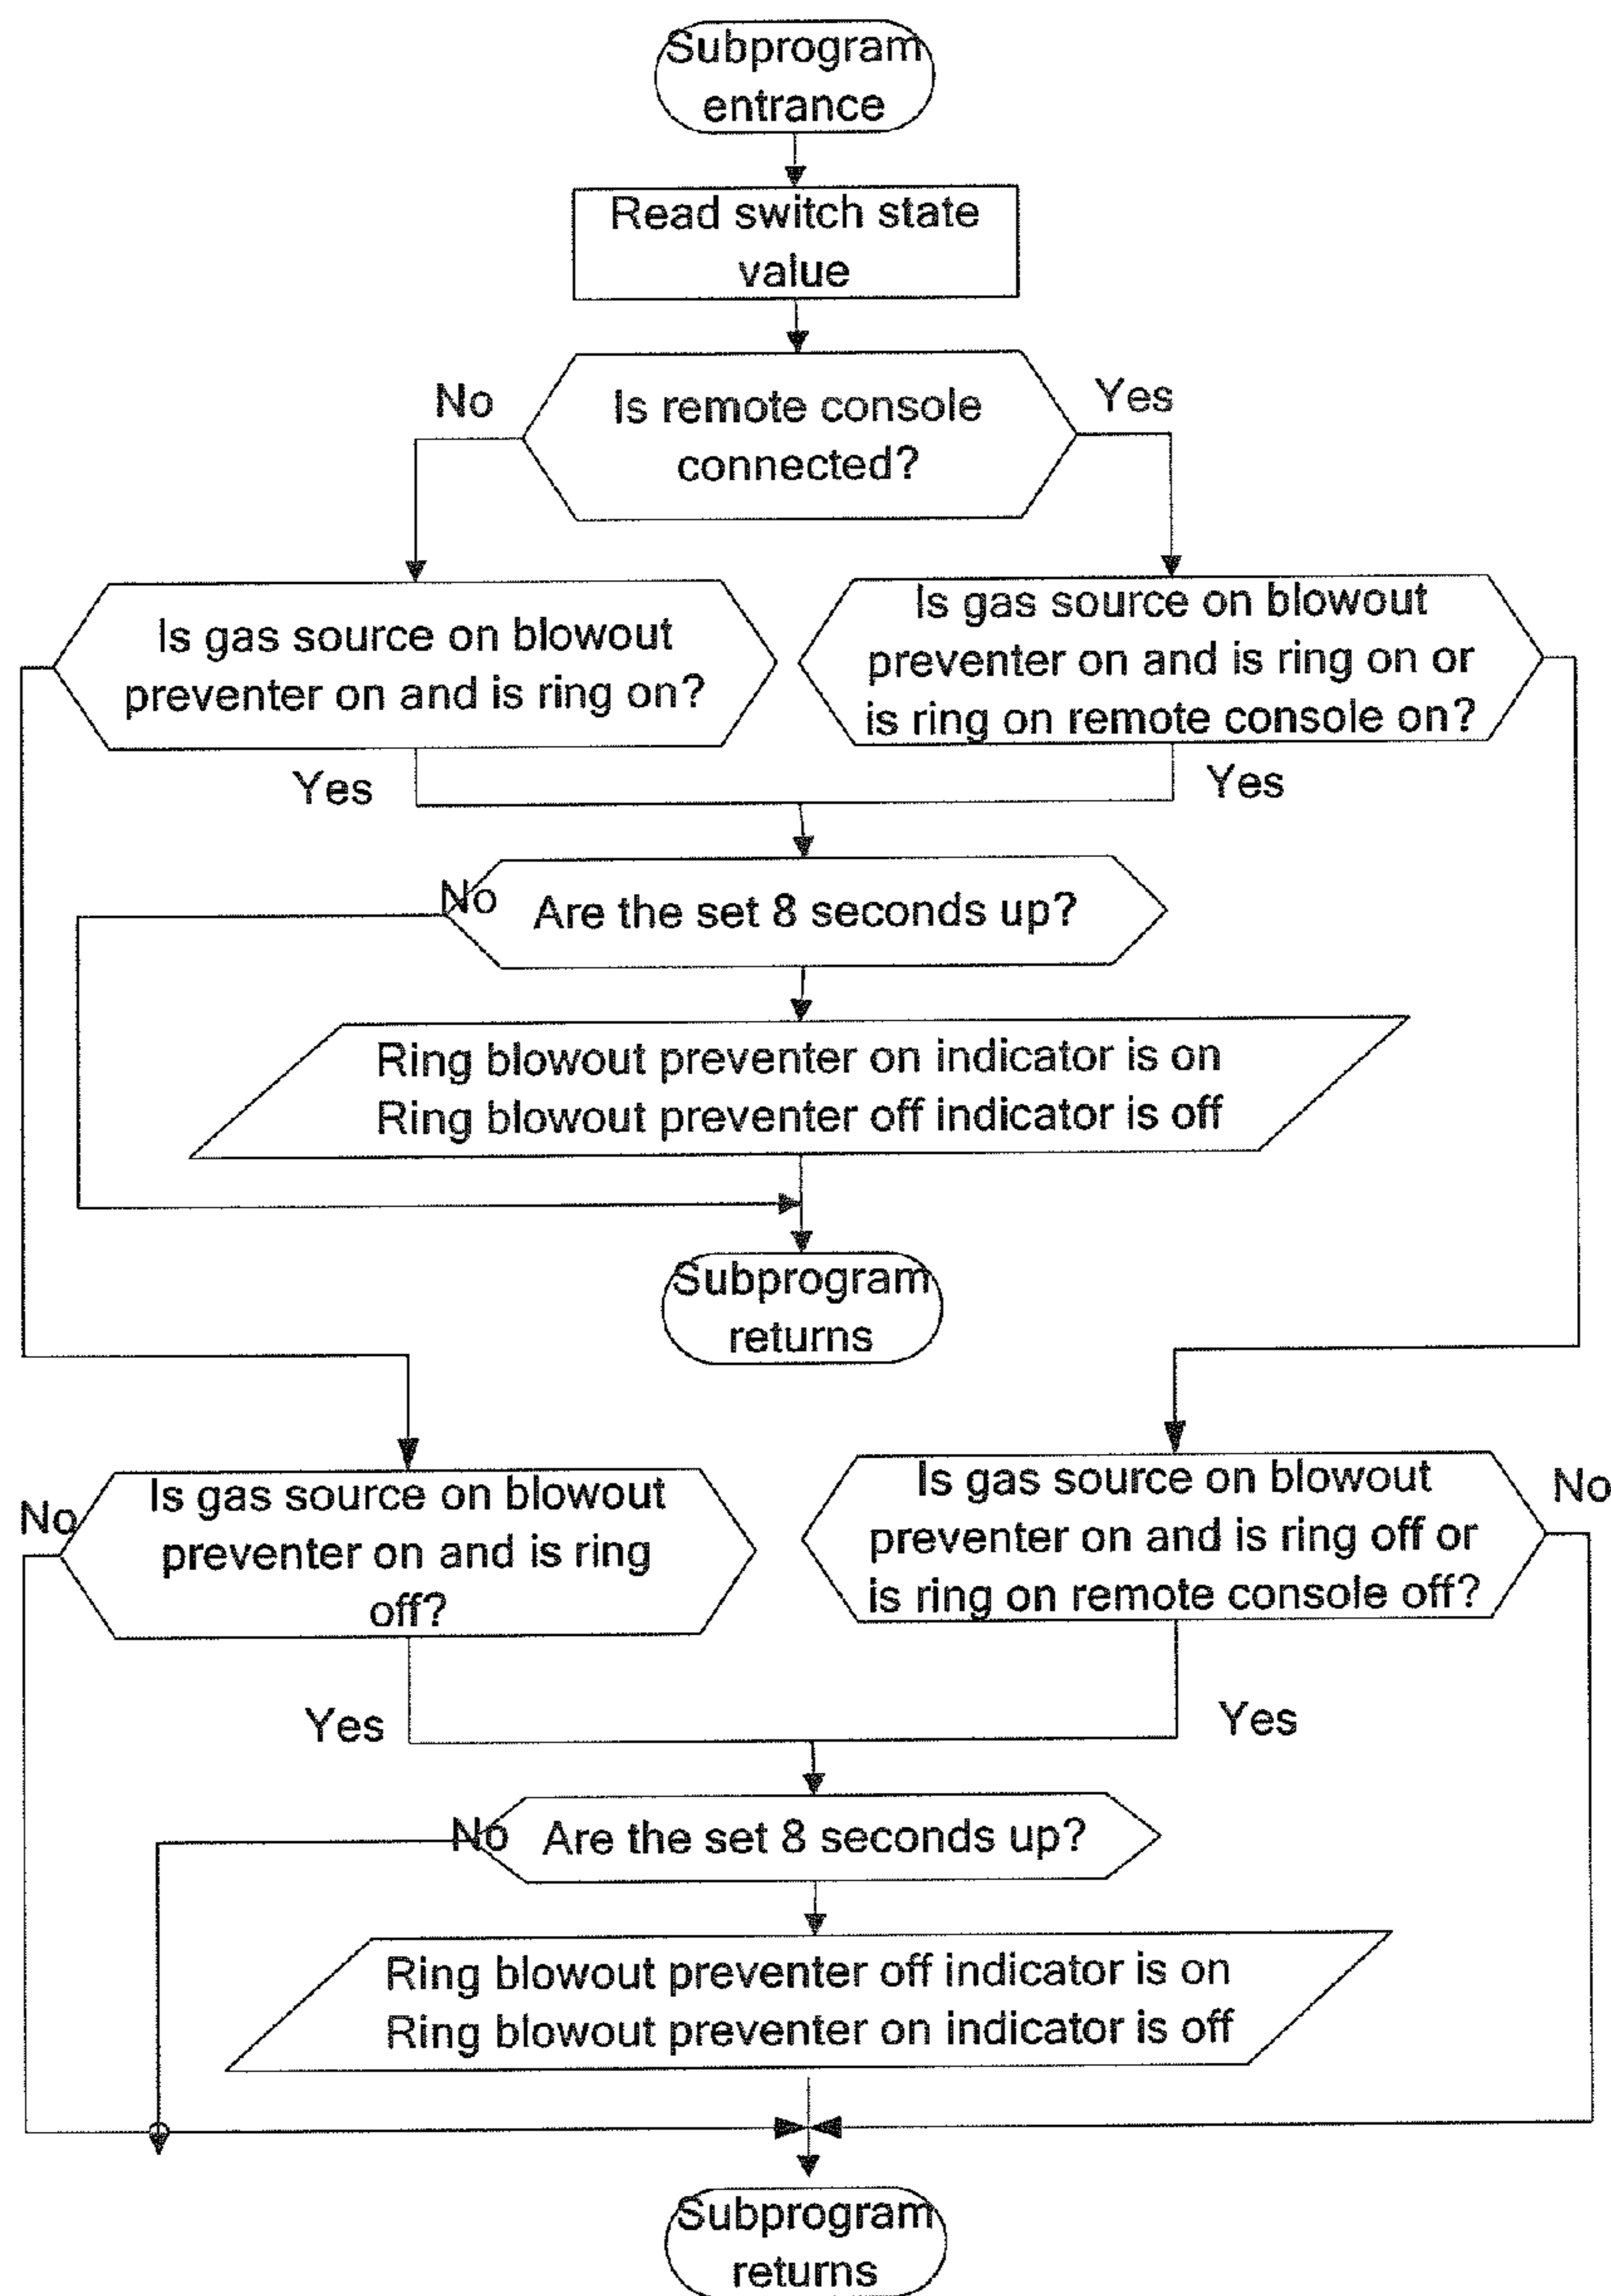 Subprogram
entrance
Read switch state
value
No
Yes
Is remote console
connected?
Is gas source on blowout
preventer on and is ring on?
Is gas source on blowout
preventer on and is ring on or
is ring on remote console on?
Yes
Yes
No
Are the set 8 seconds up?
Ring blowout preventer on indicator is on
Ring blowout preventer off indicator is off
Subprogram
returns
No
Is gas source on blowout
preventer on and is ring
off?
Is gas source on blowout
preventer on and is ring off or
is ring on remote console off?
No
Yes
Yes
No
Are the set 8 seconds up?
Ring blowout preventer off indicator is on
Ring blowout preventer on indicator is off
Subprogram
returns